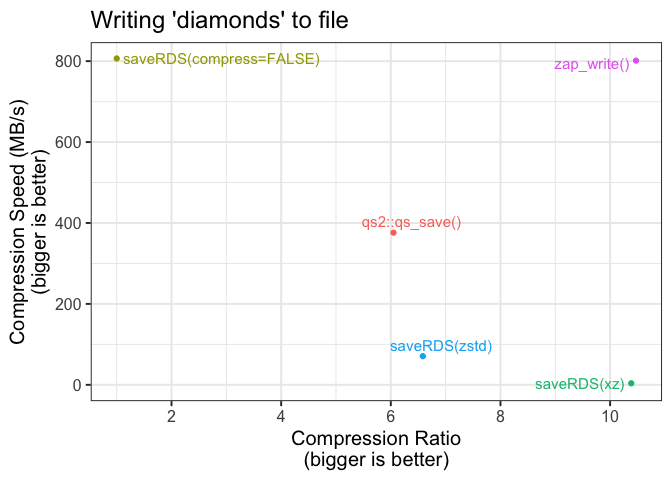 Writing 'diamonds' to file
Compression Speed (MB/s)
(bigger is better)
800
600
400
200
0
saveRDS(compress=FALSE)
zap_write()
qs2::qs_save()
saveRDS(zstd)
saveRDS(xz)
2
4
6
8
10
Compression Ratio
(bigger is better)